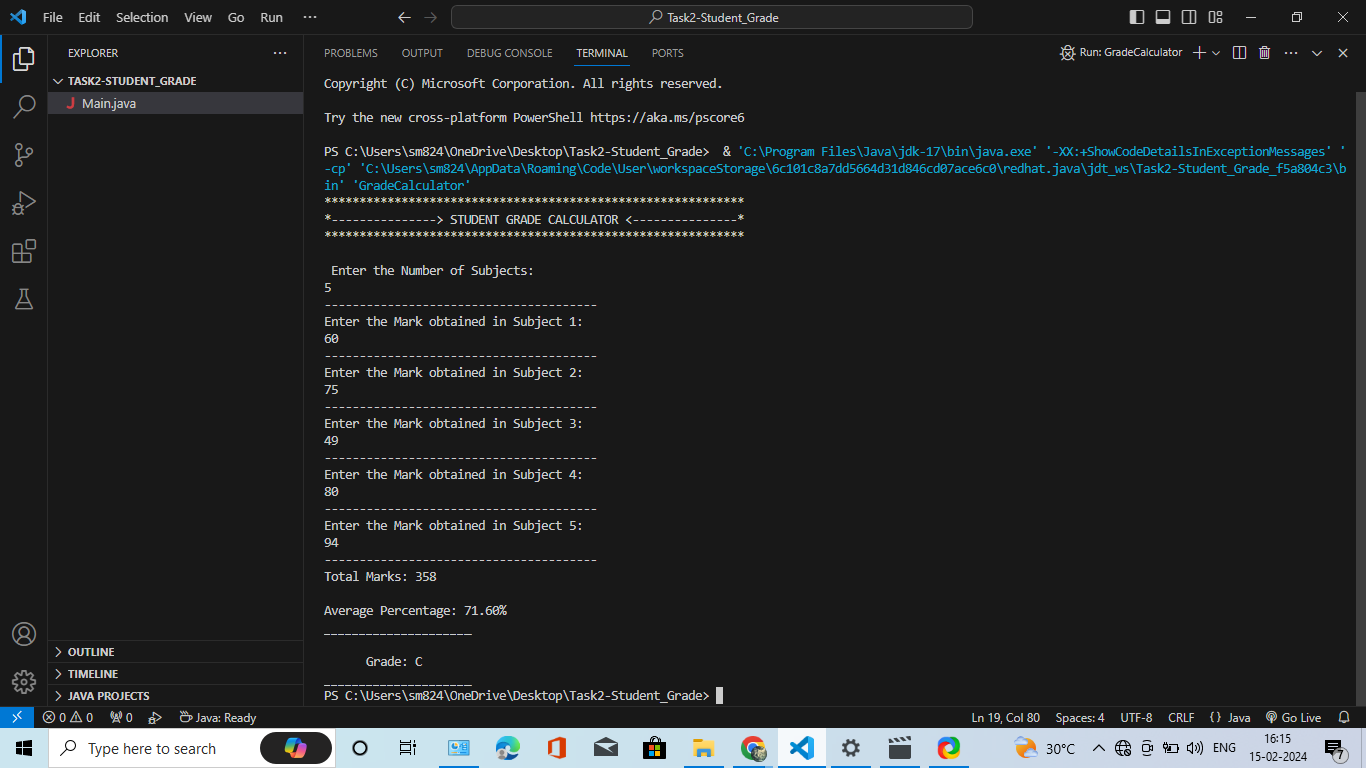 File Edit Selection View Go Run ···
Task2-Student_Grade
EXPLORER ···
TASK2-STUDENT_GRADE
J Main.java
OUTLINE
TIMELINE
JAVA PROJECTS
PROBLEMS OUTPUT DEBUG CONSOLE TERMINAL PORTS
Run: GradeCalculator
Copyright (C) Microsoft Corporation. All rights reserved.
Try the new cross-platform PowerShell https://aka.ms/pscore6
PS C:\Users\sm824\OneDrive\Desktop\Task2-Student_Grade>  & 'C:\Program Files\Java\jdk-17\bin\java.exe' '-XX:+ShowCodeDetailsInExceptionMessages' '
-cp' 'C:\Users\sm824\AppData\Roaming\Code\User\workspaceStorage\6c101c8a7dd5664d31d846cd07ace6c0\redhat.java\jdt_ws\Task2-Student_Grade_f5a804c3\b
in' 'GradeCalculator'
************************************************************
*---------------> STUDENT GRADE CALCULATOR <---------------*
************************************************************
Enter the Number of Subjects:
5
---------------------------------------
Enter the Mark obtained in Subject 1:
60
---------------------------------------
Enter the Mark obtained in Subject 2:
75
---------------------------------------
Enter the Mark obtained in Subject 3:
49
---------------------------------------
Enter the Mark obtained in Subject 4:
80
---------------------------------------
Enter the Mark obtained in Subject 5:
94
---------------------------------------
Total Marks: 358
Average Percentage: 71.60%
_____________________
Grade: C
_____________________
PS C:\Users\sm824\OneDrive\Desktop\Task2-Student_Grade>
0 0 0 Java: Ready Ln 19, Col 80 Spaces: 4 UTF-8 CRLF {} Java Go Live
Type here to search 30°C ENG 16:15
15-02-2024 7